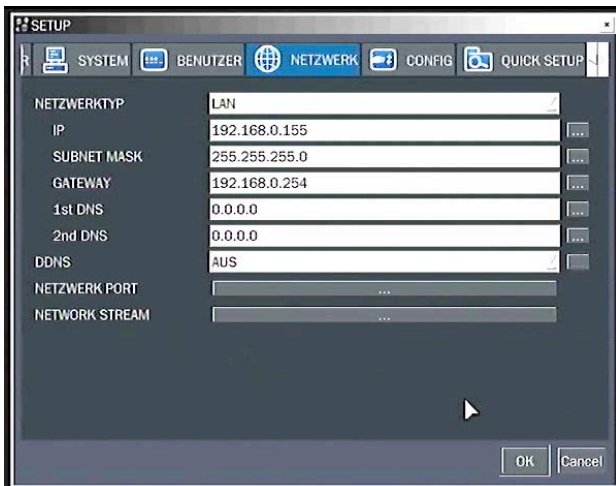 SETUP
R SYSTEM BENUTZER NETZWERK CONFIG QUICK SETUP
NETZWERKTYP LAN
IP 192.168.0.155 ...
SUBNET MASK 255.255.255.0 ...
GATEWAY 192.168.0.254 ...
1st DNS 0.0.0.0 ...
2nd DNS 0.0.0.0 ...
DDNS AUS
NETZWERK PORT ...
NETWORK STREAM ...
OK Cancel